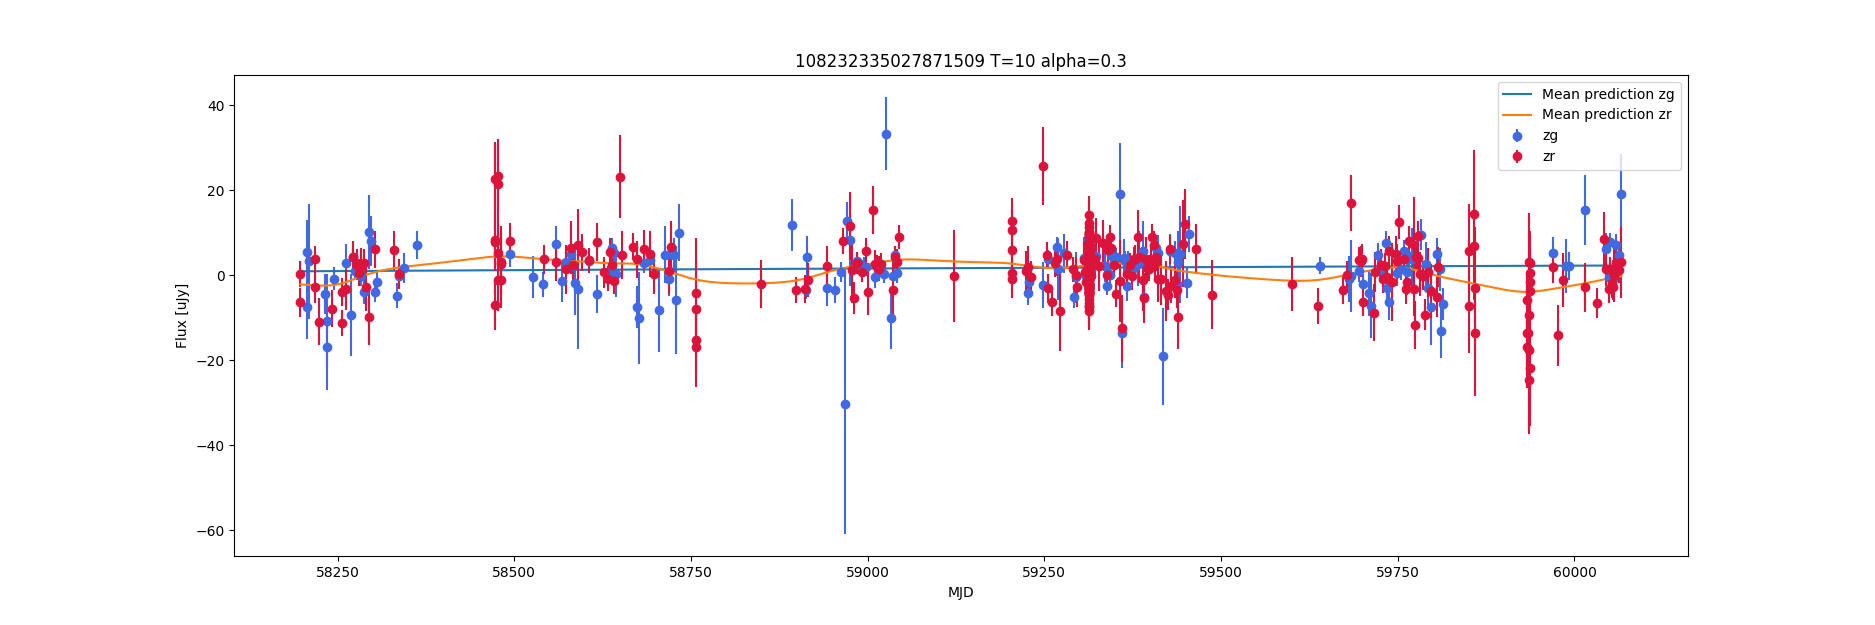 108232335027871509 T=10 alpha=0.3
Mean prediction zg
Mean prediction zr
zg
zr
Flux [uJy]
40
20
0
−20
−40
−60
58250 58500 58750 59000 59250 59500 59750 60000
MJD